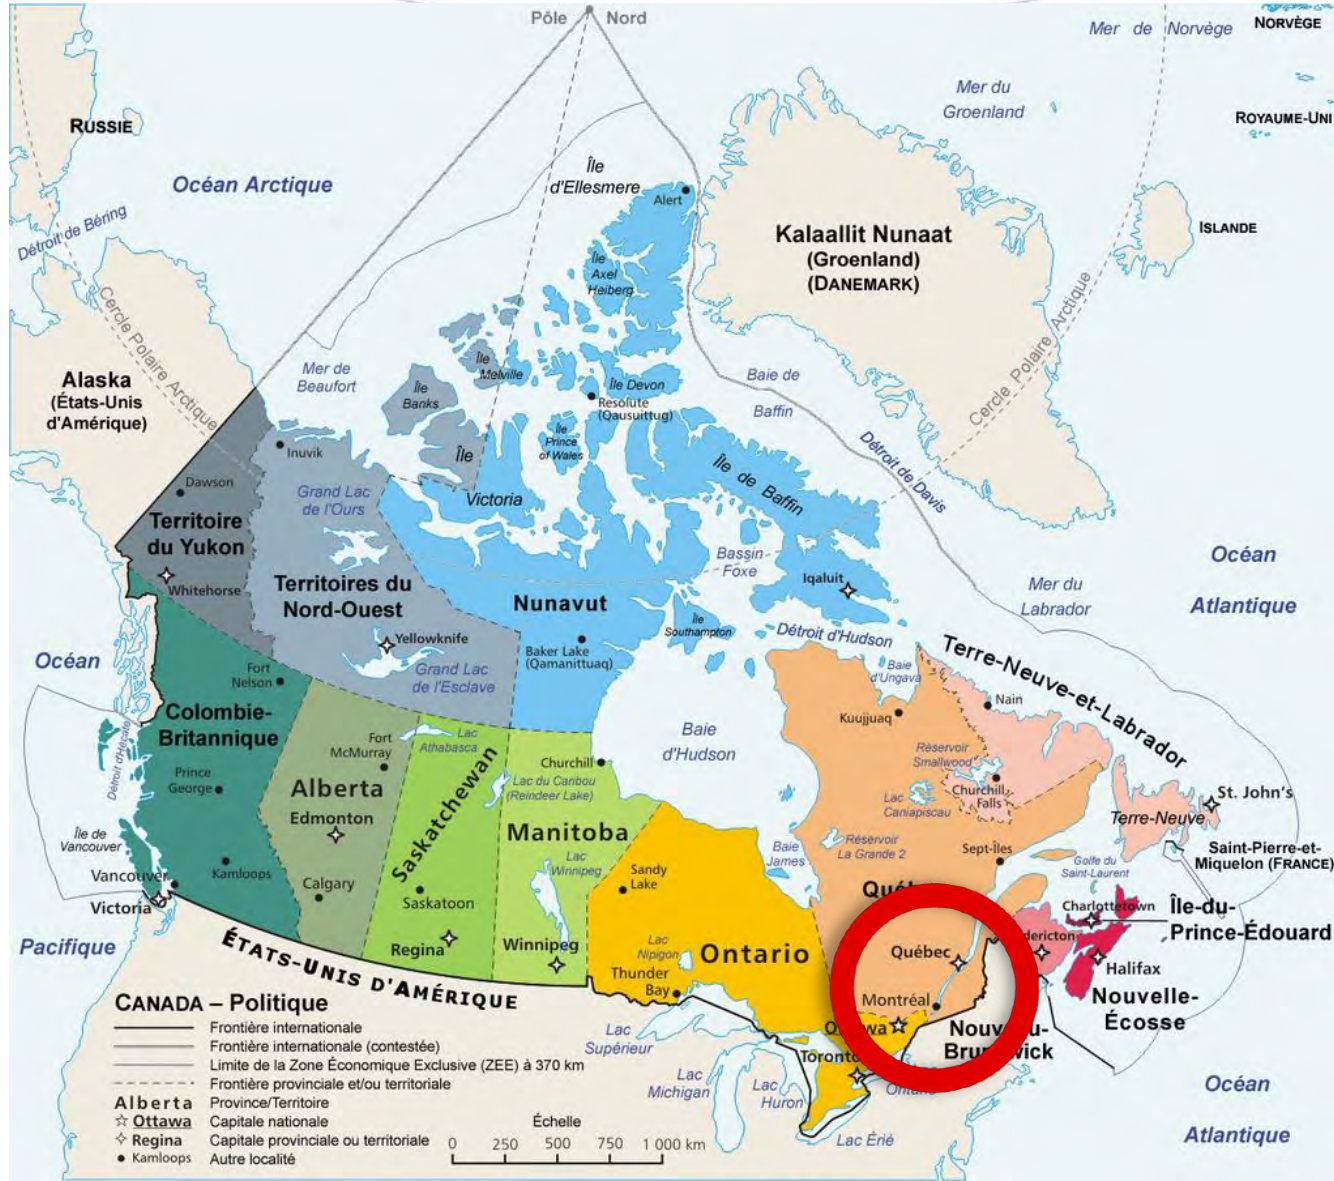 Pôle Nord
Mer de Norvège
NORVÈGE
Mer du
Groenland
ROYAUME-UNI
RUSSIE
Océan Arctique
Île
d'Ellesmere
Alert
Détroit de Béring
ISLANDE
Kalaallit Nunaat
(Groenland)
(DANEMARK)
Île
Axel
Heiberg
Cercle Polaire Arctique
Cercle Polaire Arctique
Mer de
Beaufort
Île
Melville
Île
Banks
Île Devon
Resolute
(Qausuittuq)
Baie de
Baffin
Alaska
(États-Unis
d'Amérique)
Île
Prince
of Wales
Île
Victoria
Île de Baffin
Détroit de Davis
Inuvik
Dawson
Grand Lac
de l'Ours
Territoire
du Yukon
Whitehorse
Territoires du
Nord-Ouest
Yellowknife
Grand Lac
de l'Esclave
Nunavut
Baker Lake
(Qamanittuaq)
Bassin
Foxe
Iqaluit
Île
Southampton
Détroit d'Hudson
Mer du
Labrador
Océan
Atlantique
Océan
Pacifique
Fort
Nelson
Colombie-
Britannique
Prince
George
Détroit d'Hécate
Île de
Vancouver
Vancouver
Victoria
Kamloops
Fort
McMurray
Alberta
Edmonton
Calgary
Lac
Athabasca
Saskatchewan
Saskatoon
Regina
Churchill
Lac du Caribou
(Reindeer Lake)
Manitoba
Lac
Winnipeg
Winnipeg
Baie
d'Hudson
Baie
James
Sandy
Lake
Ontario
Lac
Nipigon
Thunder
Bay
Baie
d'Ungava
Kuujjuaq
Terre-Neuve-et-Labrador
Nain
Réservoir
Smallwood
Churchill
Falls
Lac
Caniapiscau
Réservoir
La Grande 2
Sept-Îles
Terre-Neuve
St. John's
Saint-Pierre-et-
Miquelon (FRANCE)
Golfe du
Saint-Laurent
Charlottetown
Île-du-
Prince-Édouard
Halifax
Nouvelle-
Écosse
Québec
Montréal
ÉTATS-UNIS D'AMÉRIQUE
Lac
Supérieur
Lac
Michigan
Lac
Huron
Lac Érié
Océan
Atlantique
CANADA – Politique
Frontière internationale
Frontière internationale (contestée)
Limite de la Zone Économique Exclusive (ZEE) à 370 km
Frontière provinciale et/ou territoriale
Alberta Province/Territoire
Ottawa Capitale nationale
Regina Capitale provinciale ou territoriale
Kamloops Autre localité
Échelle
0 250 500 750 1 000 km